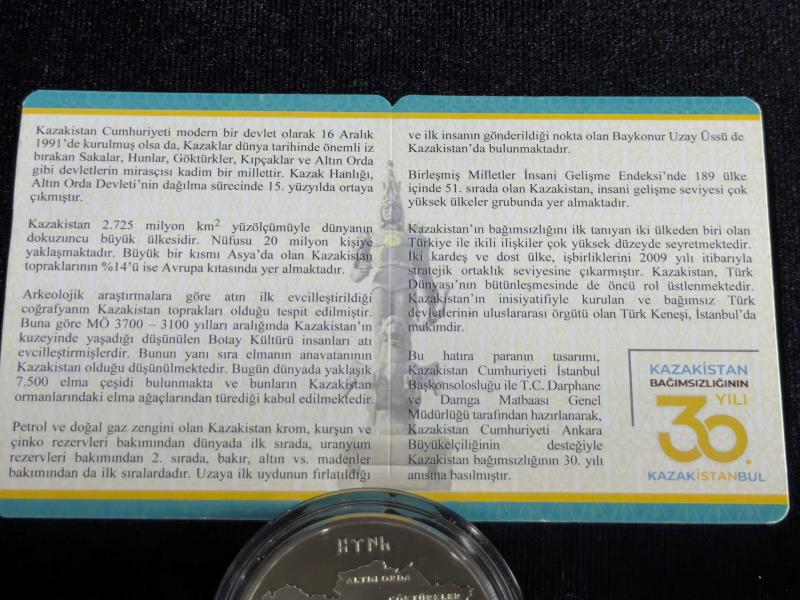 Kazakistan Cumhuriyeti modern bir devlet olarak 16 Aralık
1991'de kurulmuş olsa da, Kazaklar dünya tarihinde önemli iz
bırakan Sakalar, Hunlar, Göktürkler, Kıpçaklar ve Altın Orda
gibi devletlerin mirasçısı kadim bir millettir. Kazak Hanlığı,
Altın Orda Devleti'nin dağılma sürecinde 15. yüzyılda ortaya
çıkmıştır.
Kazakistan 2.725 milyon km² yüzölçümüyle dünyanın
dokuzuncu büyük ülkesidir. Nüfusu 20 milyon kişiye
yaklaşmaktadır. Büyük bir kısmı Asya'da olan Kazakistan
topraklarının %14'ü ise Avrupa kıtasında yer almaktadır.
Arkeolojik araştırmalara göre atın ilk evcilleştirildiği
coğrafyanın Kazakistan toprakları olduğu tespit edilmiştir.
Buna göre MÖ 3700 – 3100 yılları aralığında Kazakistan'ın
kuzeyinde yaşadığı düşünülen Botay Kültürü insanları atı
evcilleştirmişlerdir. Bunun yanı sıra elmanın anavatanının
Kazakistan olduğu düşünülmektedir. Bugün dünyada yaklaşık
7.500 elma çeşidi bulunmakta ve bunların Kazakistan
ormanlarındaki elma ağaçlarından türediği kabul edilmektedir.
Petrol ve doğal gaz zengini olan Kazakistan krom, kurşun ve
çinko rezervleri bakımından dünyada ilk sırada, uranyum
rezervleri bakımından 2. sırada, bakır, altın vs. madenler
bakımından da ilk sıralardadır. Uzaya ilk uydunun fırlatıldığı
ve ilk insanın gönderildiği nokta olan Baykonur Uzay Üssü de
Kazakistan'da bulunmaktadır.
Birleşmiş Milletler İnsani Gelişme Endeksi'nde 189 ülke
içinde 51. sırada olan Kazakistan, insani gelişme seviyesi çok
yüksek ülkeler grubunda yer almaktadır.
Kazakistan'ın bağımsızlığını ilk tanıyan iki ülkeden biri olan
Türkiye ile ikili ilişkiler çok yüksek düzeyde seyretmektedir.
İki kardeş ve dost ülke, işbirliklerini 2009 yılı itibarıyla
stratejik ortaklık seviyesine çıkarmıştır. Kazakistan, Türk
Dünyası'nın bütünleşmesinde de öncü rol üstlenmektedir.
Kazakistan'ın inisiyatifiyle kurulan ve bağımsız Türk
devletlerinin uluslararası örgütü olan Türk Keneşi, İstanbul'da
mukimdir.
Bu hatıra paranın tasarımı,
Kazakistan Cumhuriyeti İstanbul
Başkonsolosluğu ile T.C. Darphane
ve Damga Matbaası Genel
Müdürlüğü tarafından hazırlanarak,
Kazakistan Cumhuriyeti Ankara
Büyükelçiliğinin desteğiyle
Kazakistan bağımsızlığının 30. yılı
anısına basılmıştır.
KAZAKİSTAN
BAĞIMSIZLIĞININ
30. YILI
KAZAKİSTANBUL
ALTIN ORDA
GÖKTÜRKLER